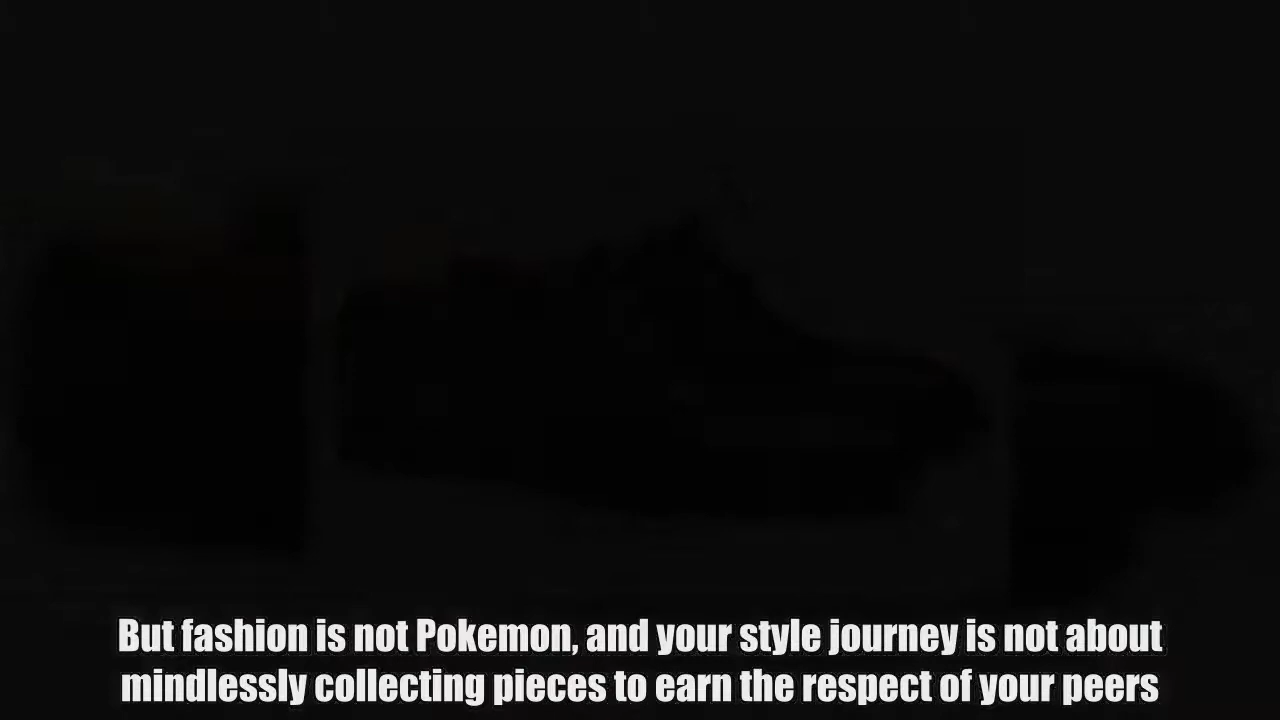 But fashion is not Pokemon, and your style journey is not about
mindlessly collecting pieces to earn the respect of your peers